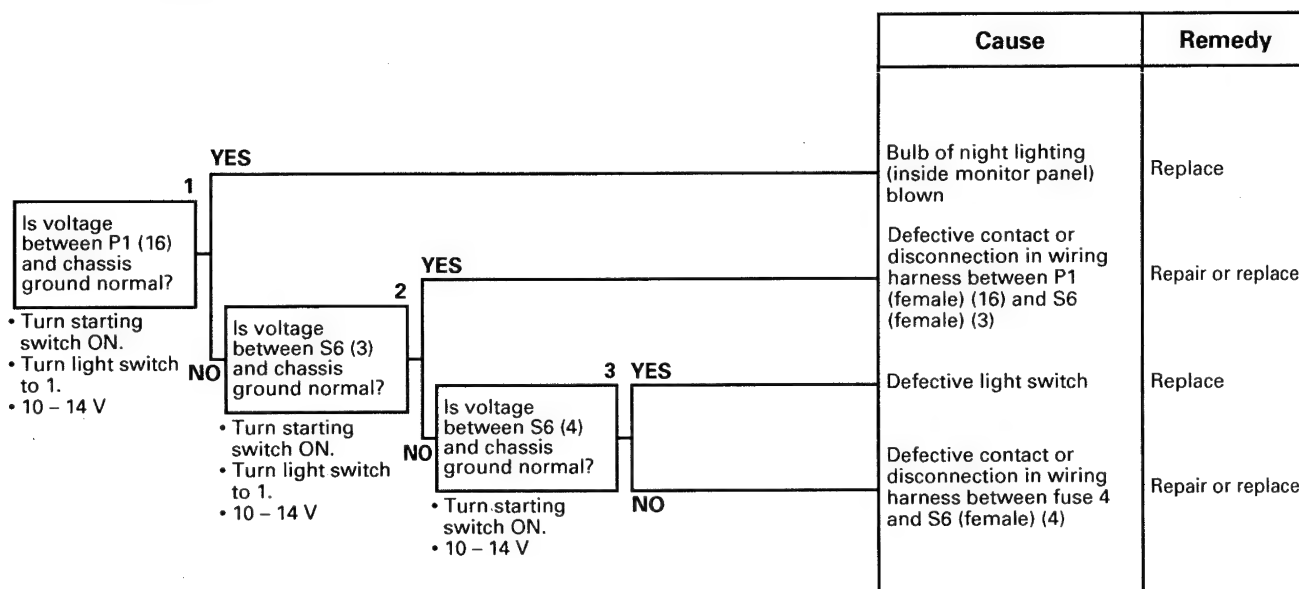 Cause
Remedy
YES
1
Is voltage
between P1 (16)
and chassis
ground normal?
• Turn starting
switch ON.
• Turn light switch
to 1.
• 10 – 14 V
NO
YES
2
Is voltage
between S6 (3)
and chassis
ground normal?
• Turn starting
switch ON.
• Turn light switch
to 1.
• 10 – 14 V
NO
3
YES
Is voltage
between S6 (4)
and chassis
ground normal?
• Turn starting
switch ON.
• 10 – 14 V
NO
Bulb of night lighting
(inside monitor panel)
blown
Replace
Defective contact or
disconnection in wiring
harness between P1
(female) (16) and S6
(female) (3)
Repair or replace
Defective light switch
Replace
Defective contact or
disconnection in wiring
harness between fuse 4
and S6 (female) (4)
Repair or replace